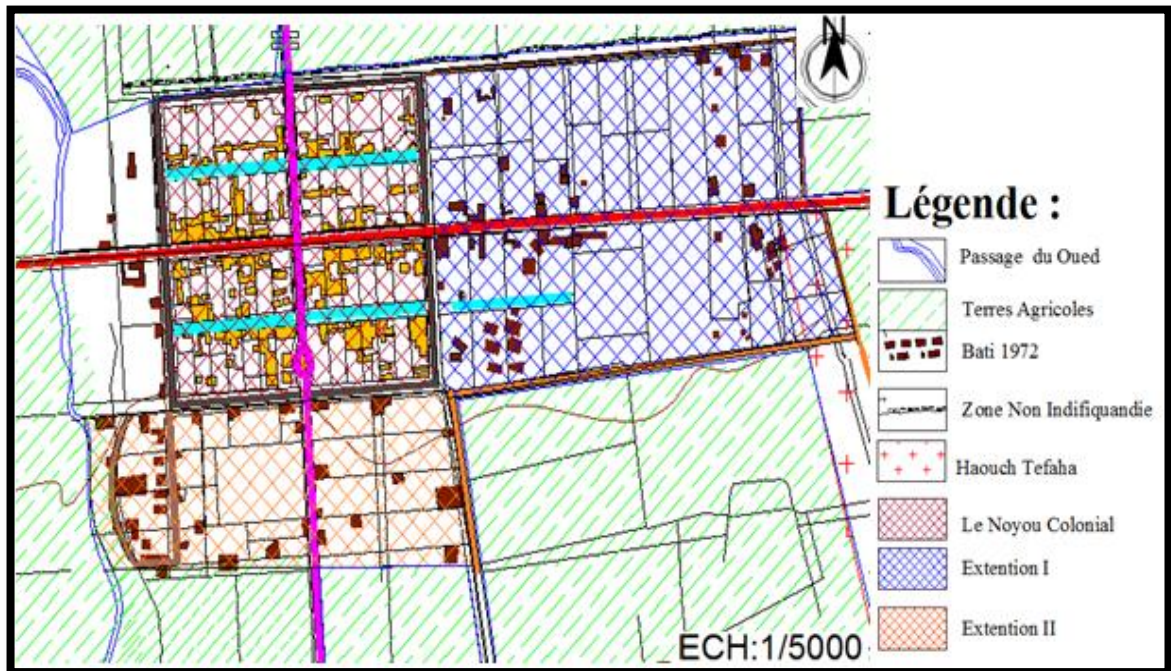 N
Légende :
Passage du Oued
Terres Agricoles
Bati 1972
Zone Non Indifiquandie
Haouch Tefaha
Le Noyou Colonial
Extention I
Extention II
ECH:1/5000